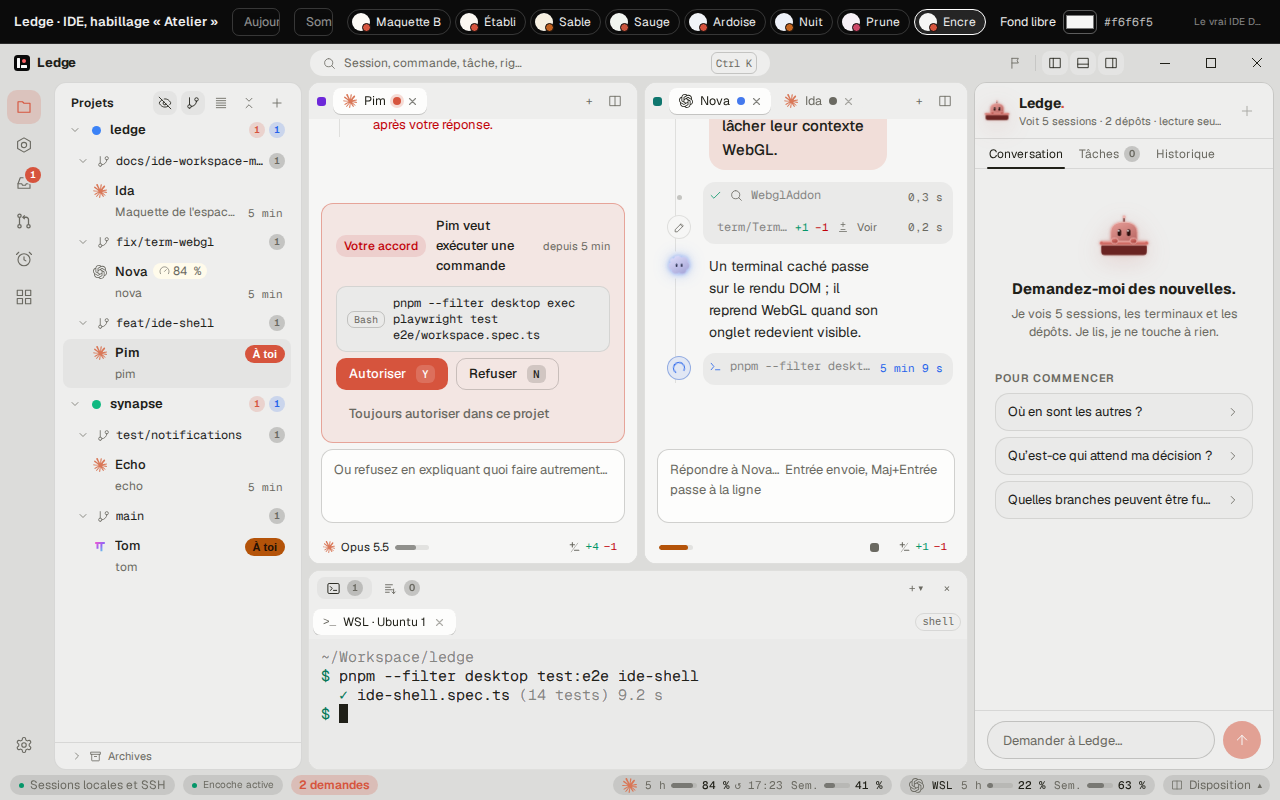 Ledge · IDE, habillage « Atelier »
Aujour
Som
Maquette B
Établi
Sable
Sauge
Ardoise
Nuit
Prune
Encre
Fond libre
#f6f6f5
Le vrai IDE D…
Ledge
Session, commande, tâche, rig…
Ctrl K
Projets
ledge
1
1
docs/ide-workspace-m…
1
Ida
Maquette de l'espac…
5 min
fix/term-webgl
1
Nova
84 %
nova
5 min
feat/ide-shell
1
Pim
À toi
pim
synapse
1
1
test/notifications
1
Echo
echo
5 min
main
1
Tom
À toi
tom
Archives
1
Pim
+
après votre réponse.
Votre accord
Pim veut
exécuter une
commande
depuis 5 min
Bash
pnpm --filter desktop exec
playwright test
e2e/workspace.spec.ts
Autoriser Y
Refuser N
Toujours autoriser dans ce projet
Ou refusez en expliquant quoi faire autrement…
Opus 5.5
+4 −1
Nova
Ida
+
lâcher leur contexte
WebGL.
WebglAddon
0,3 s
term/Term… +1 −1 ± Voir 0,2 s
Un terminal caché passe
sur le rendu DOM ; il
reprend WebGL quand son
onglet redevient visible.
pnpm --filter deskt… 5 min 9 s
Répondre à Nova… Entrée envoie, Maj+Entrée
passe à la ligne
+1 −1
1
0
>_ WSL · Ubuntu 1
shell
~/Workspace/ledge
$ pnpm --filter desktop test:e2e ide-shell
✓ ide-shell.spec.ts (14 tests) 9.2 s
$
Ledge.
Voit 5 sessions · 2 dépôts · lecture seu…
Conversation
Tâches 0
Historique
Demandez-moi des nouvelles.
Je vois 5 sessions, les terminaux et les
dépôts. Je lis, je ne touche à rien.
POUR COMMENCER
Où en sont les autres ?
Qu'est-ce qui attend ma décision ?
Quelles branches peuvent être fu…
Demander à Ledge…
Sessions locales et SSH
Encoche active
2 demandes
5 h 84 % ↺ 17:23 Sem. 41 %
WSL 5 h 22 % Sem. 63 %
Disposition